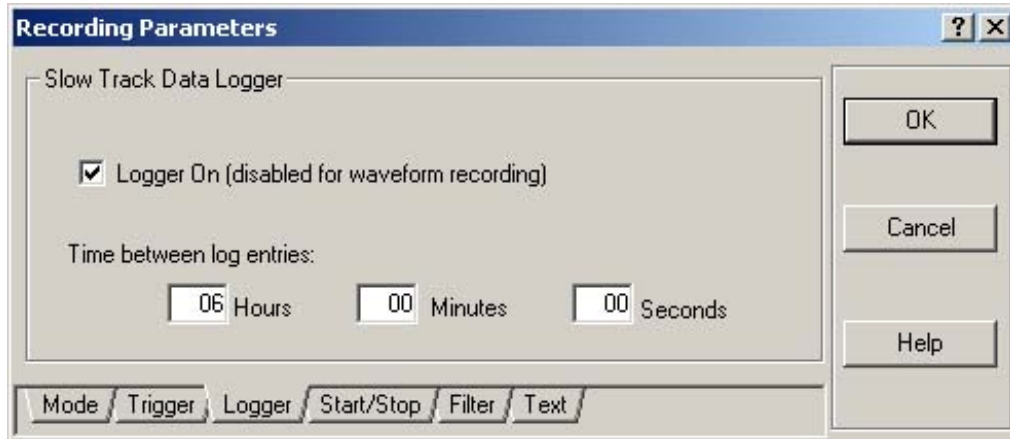 Recording Parameters
? X
Slow Track Data Logger
Logger On (disabled for waveform recording)
Time between log entries:
06 Hours 00 Minutes 00 Seconds
OK
Cancel
Help
Mode Trigger Logger Start/Stop Filter Text